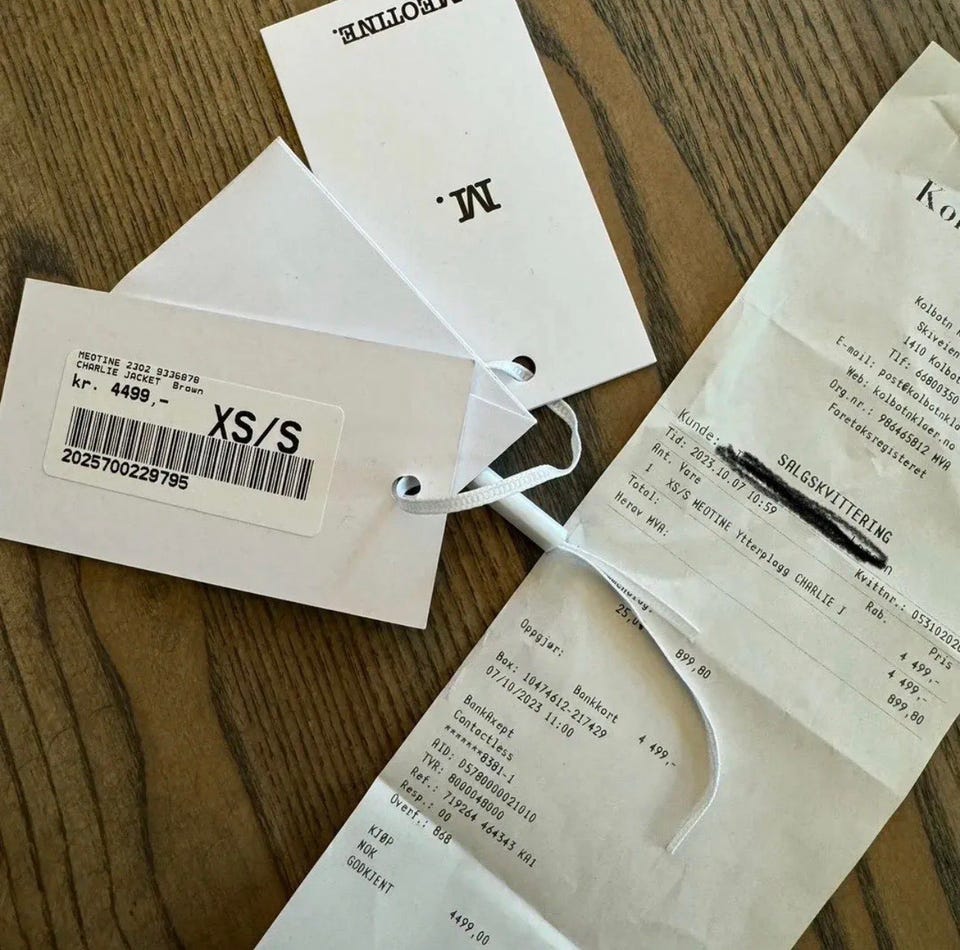 MEOTINE.
M.
MEOTINE 2302 9336878
CHARLIE JACKET Brown
kr. 4499,-
XS/S
2025700229795
Kolbotn
Skiveien
1410 Kolbot
Tlf: 66800350
E-mail: post@kolbotnklo
Web: kolbotnkloer.no
Org.nr.: 986465812 MVA
Foretaksregisteret
SALGSKVITTERING
Kunde:
Tid: 2023.10.07 10:59 Kvittnr.: 0531020
Ant. Vare Rab. Pris
1 XS/S MEOTINE Ytterplagg CHARLIE J 4 499,-
Total: 4 499,-
Herav MVA: 899,80
25,0 899,80
Oppgjør: Bankkort 4 499,-
Bax: 10474612-217429
07/10/2023 11:00
BankAxept
Contactless
*******8381-1
AID: D5780000021010
TVR: 8000048000
Ref.: 719264 464343 KA1
Resp.: 00
Overf.: 868
KJØP
NOK 4499,00
GODKJENT